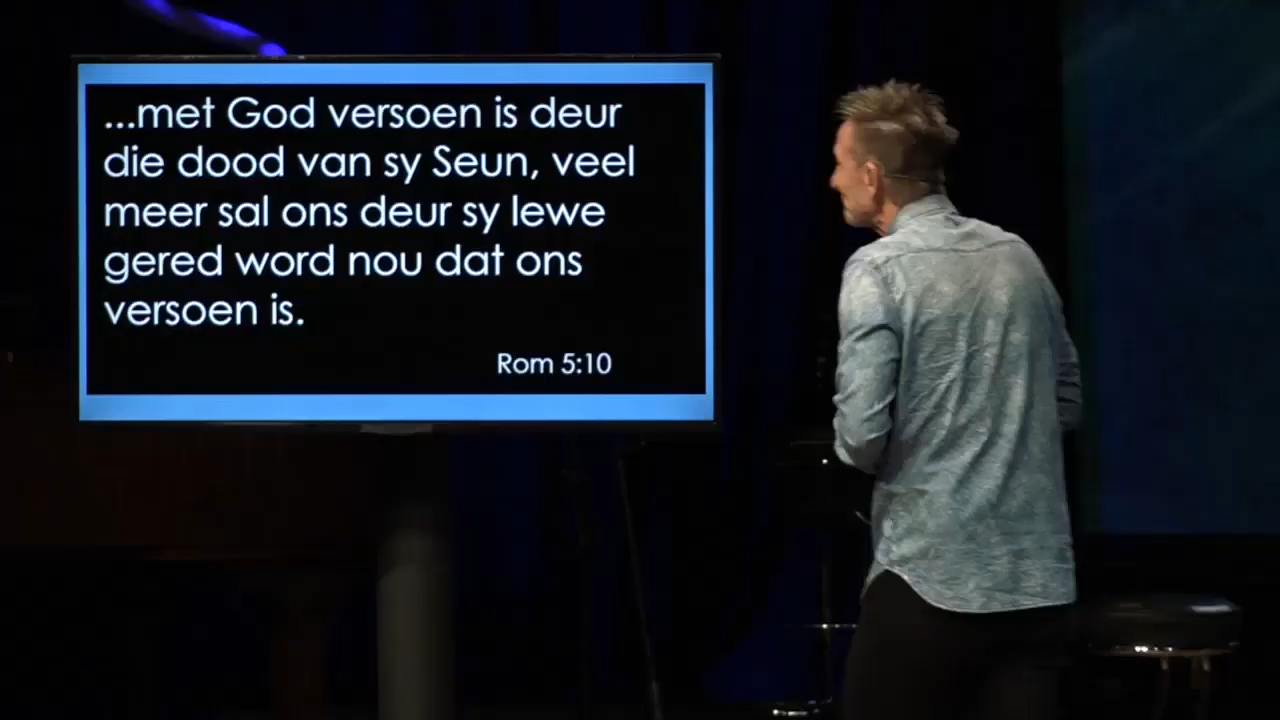 ...met God versoen is deur
die dood van sy Seun, veel
meer sal ons deur sy lewe
gered word nou dat ons
versoen is.
Rom 5:10